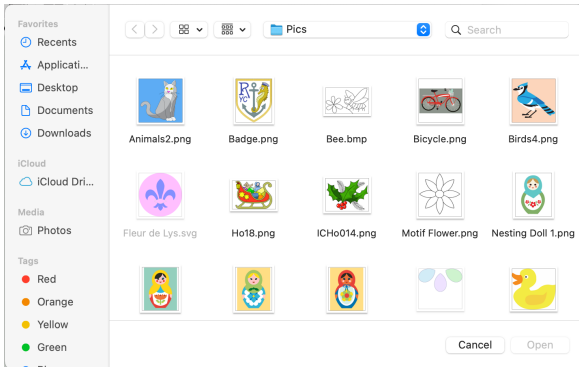 Favorites
Recents
Applicati...
Desktop
Documents
Downloads
iCloud
iCloud Dri...
Media
Photos
Tags
Red
Orange
Yellow
Green
Pics
Search
Animals2.png
Badge.png
Bee.bmp
Bicycle.png
Birds4.png
Fleur de Lys.svg
Ho18.png
ICHo014.png
Motif Flower.png
Nesting Doll 1.png
Cancel
Open